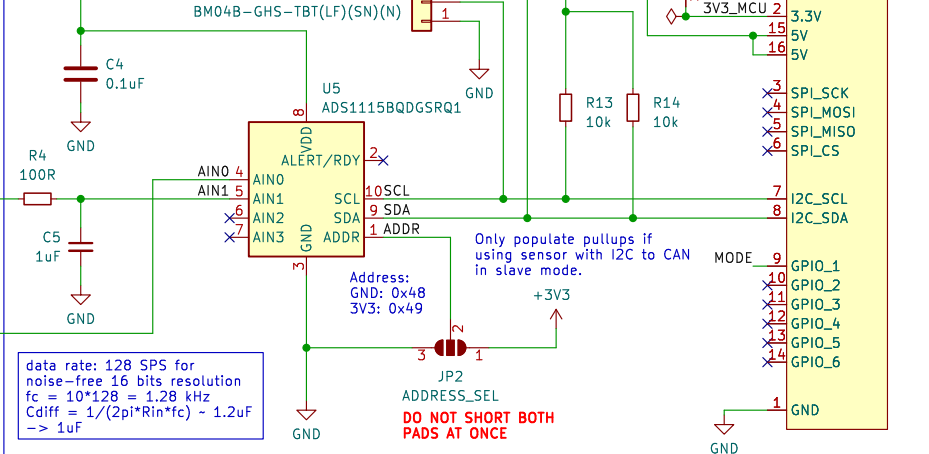 BM04B-GHS-TBT(LF)(SN)(N)
1
3V3_MCU
2 3.3V
15 5V
16 5V
C4
0.1uF
GND
GND
U5
ADS1115BQDGSRQ1
8
VDD
ALERT/RDY 2
AIN0 4 AIN0
AIN1 5 AIN1
6 AIN2
7 AIN3
SCL 10 SCL
SDA 9 SDA
ADDR 1 ADDR
GND
3
R4
100R
C5
1uF
GND
R13
10k
R14
10k
3 SPI_SCK
4 SPI_MOSI
5 SPI_MISO
6 SPI_CS
7 I2C_SCL
8 I2C_SDA
MODE 9 GPIO_1
10 GPIO_2
11 GPIO_3
12 GPIO_4
13 GPIO_5
14 GPIO_6
1 GND
GND
Only populate pullups if
using sensor with I2C to CAN
in slave mode.
Address:
GND: 0x48
3V3: 0x49
+3V3
2
3 1
JP2
ADDRESS_SEL
DO NOT SHORT BOTH
PADS AT ONCE
GND
data rate: 128 SPS for
noise-free 16 bits resolution
fc = 10*128 = 1.28 kHz
Cdiff = 1/(2pi*Rin*fc) ~ 1.2uF
-> 1uF